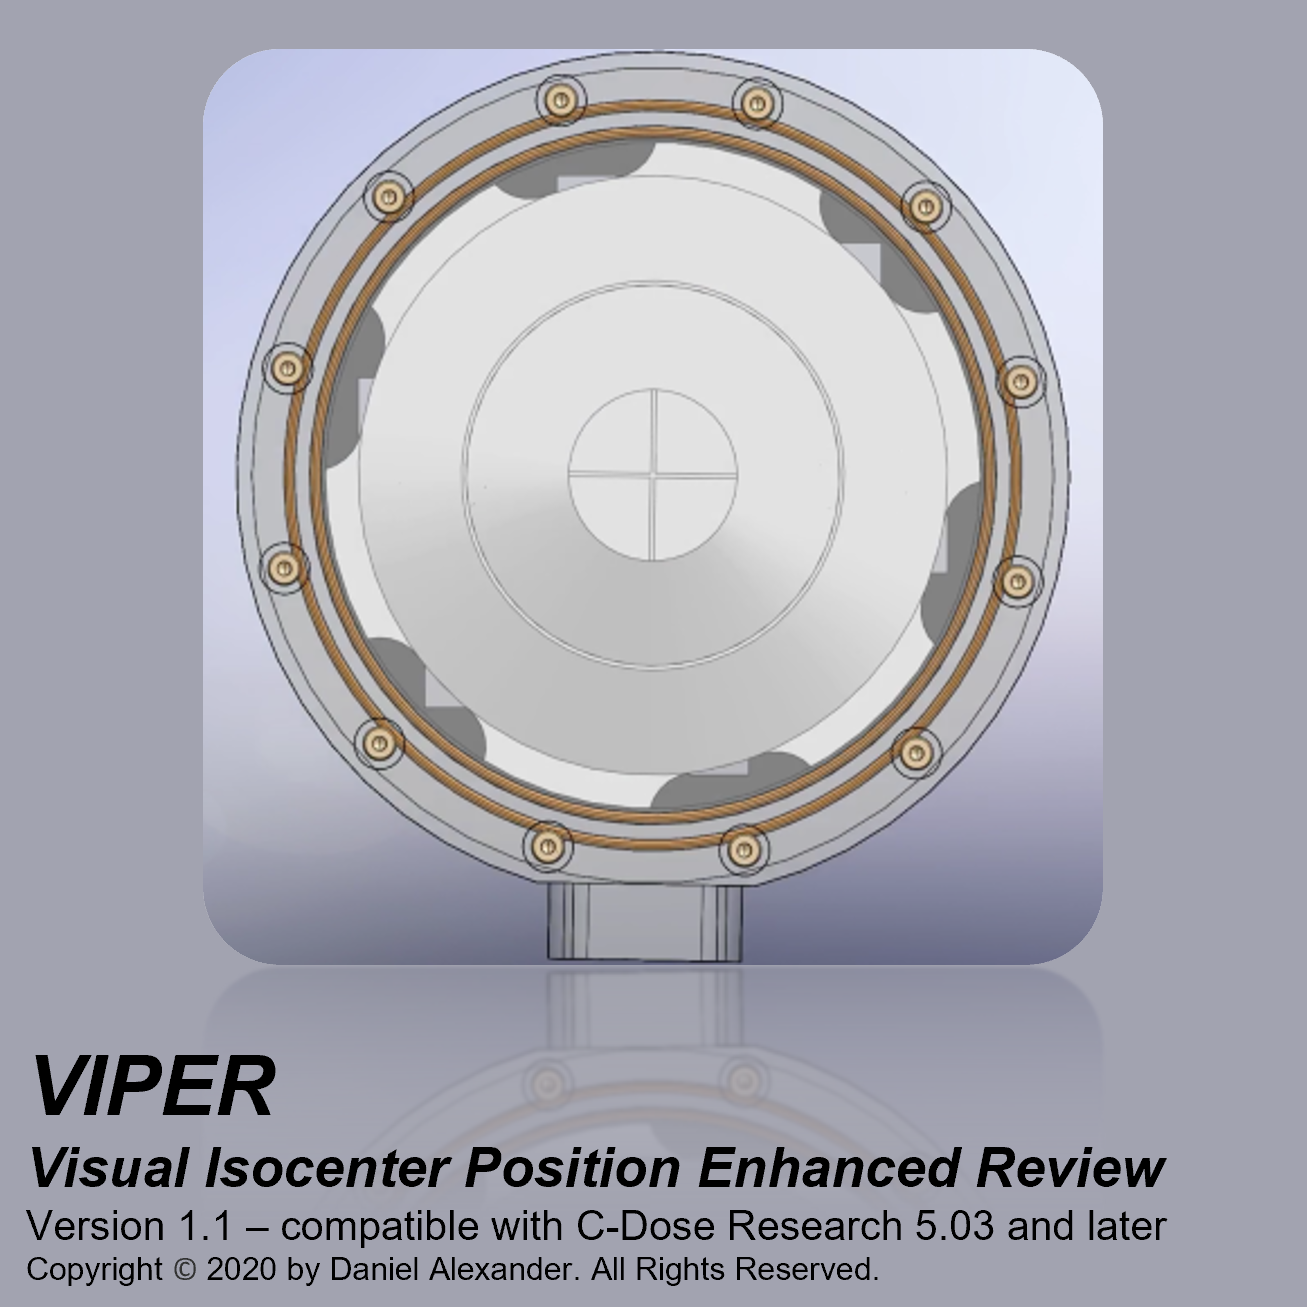 VIPER
Visual Isocenter Position Enhanced Review
Version 1.1 – compatible with C-Dose Research 5.03 and later
Copyright © 2020 by Daniel Alexander. All Rights Reserved.